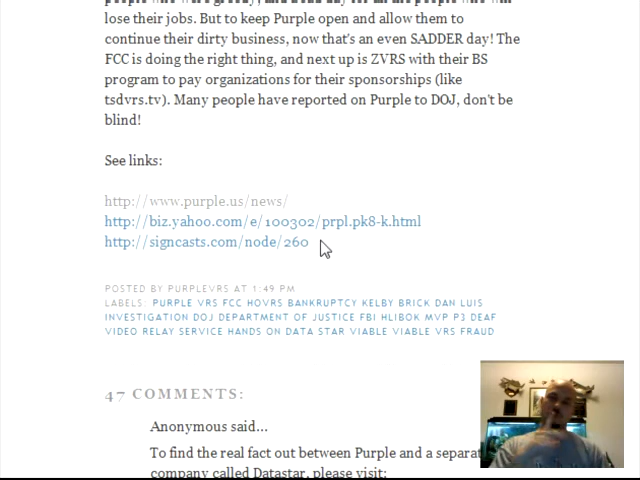 lose their jobs. But to keep Purple open and allow them to
continue their dirty business, now that's an even SADDER day! The
FCC is doing the right thing, and next up is ZVRS with their BS
program to pay organizations for their sponsorships (like
tsdvrs.tv). Many people have reported on Purple to DOJ, don't be
blind!
See links:
http://www.purple.us/news/
http://biz.yahoo.com/e/100302/prpl.pk8-k.html
http://signcasts.com/node/260
POSTED BY PURPLEVRS AT 1:49 PM
LABELS: PURPLE VRS FCC HOVRS BANKRUPTCY KELBY BRICK DAN LUIS
INVESTIGATION DOJ DEPARTMENT OF JUSTICE FBI HLIBOK MVP P3 DEAF
VIDEO RELAY SERVICE HANDS ON DATA STAR VIABLE VIABLE VRS FRAUD
47 COMMENTS:
Anonymous said...
To find the real fact out between Purple and a separat
company called Datastar, please visit: